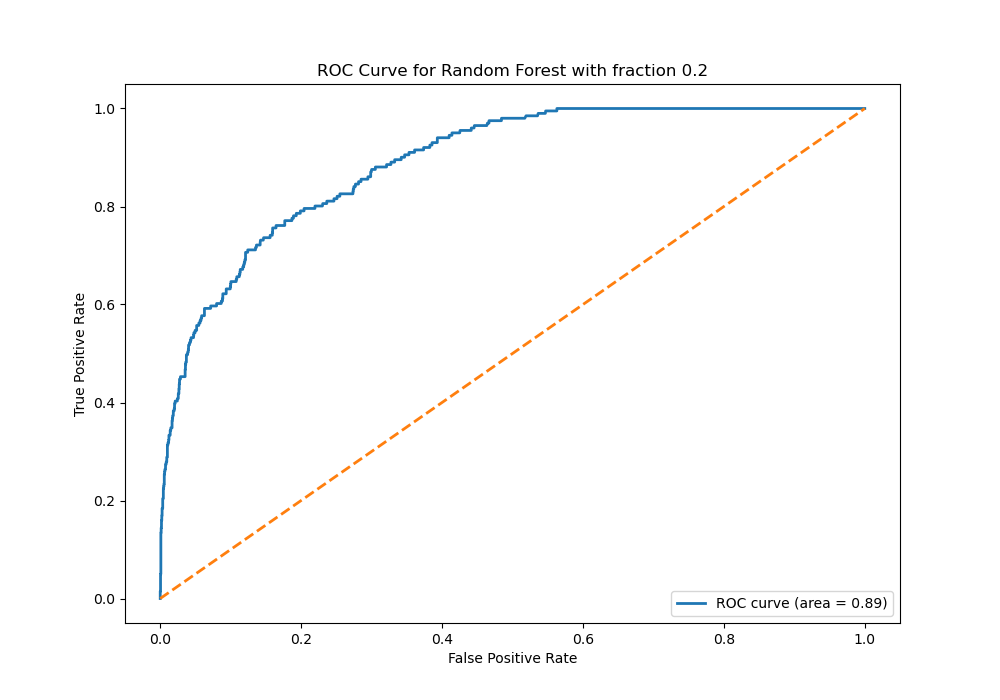 ROC Curve for Random Forest with fraction 0.2
True Positive Rate
1.0
0.8
0.6
0.4
0.2
0.0
ROC curve (area = 0.89)
0.0 0.2 0.4 0.6 0.8 1.0
False Positive Rate